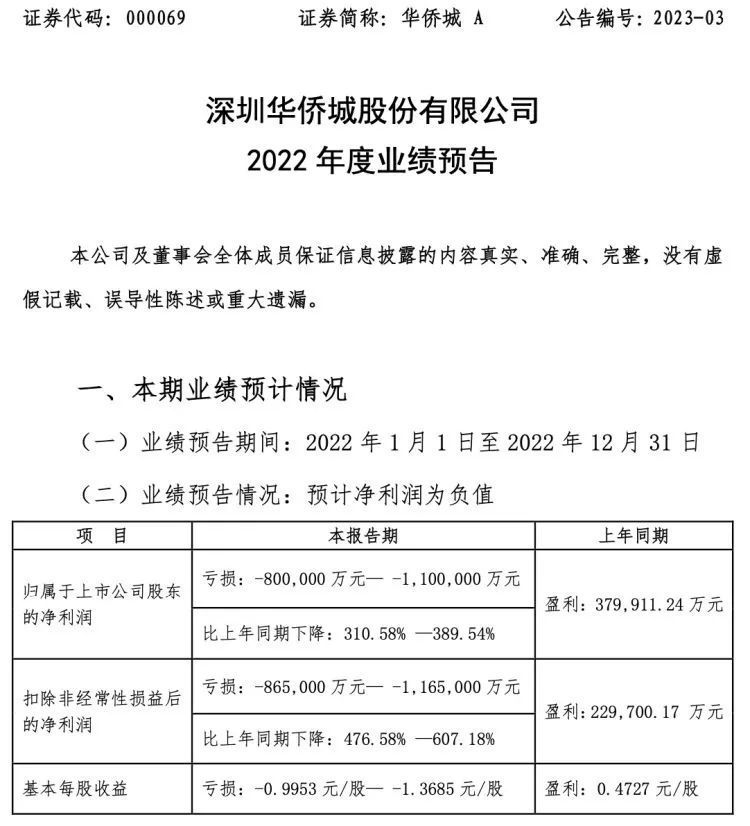 证券代码：000069 证券简称：华侨城 A 公告编号：2023-03
深圳华侨城股份有限公司
2022 年度业绩预告
本公司及董事会全体成员保证信息披露的内容真实、准确、完整，没有虚
假记载、误导性陈述或重大遗漏。
一、本期业绩预计情况
（一）业绩预告期间：2022 年 1 月 1 日至 2022 年 12 月 31 日
（二）业绩预告情况：预计净利润为负值
项 目 本报告期 上年同期
归属于上市公司股东
的净利润
亏损：-800,000 万元— -1,100,000 万元
比上年同期下降：310.58% —389.54%
盈利：379,911.24 万元
扣除非经常性损益后
的净利润
亏损：-865,000 万元— -1,165,000 万元
比上年同期下降：476.58% —607.18%
盈利：229,700.17 万元
基本每股收益 亏损：-0.9953 元/股— -1.3685 元/股 盈利：0.4727 元/股